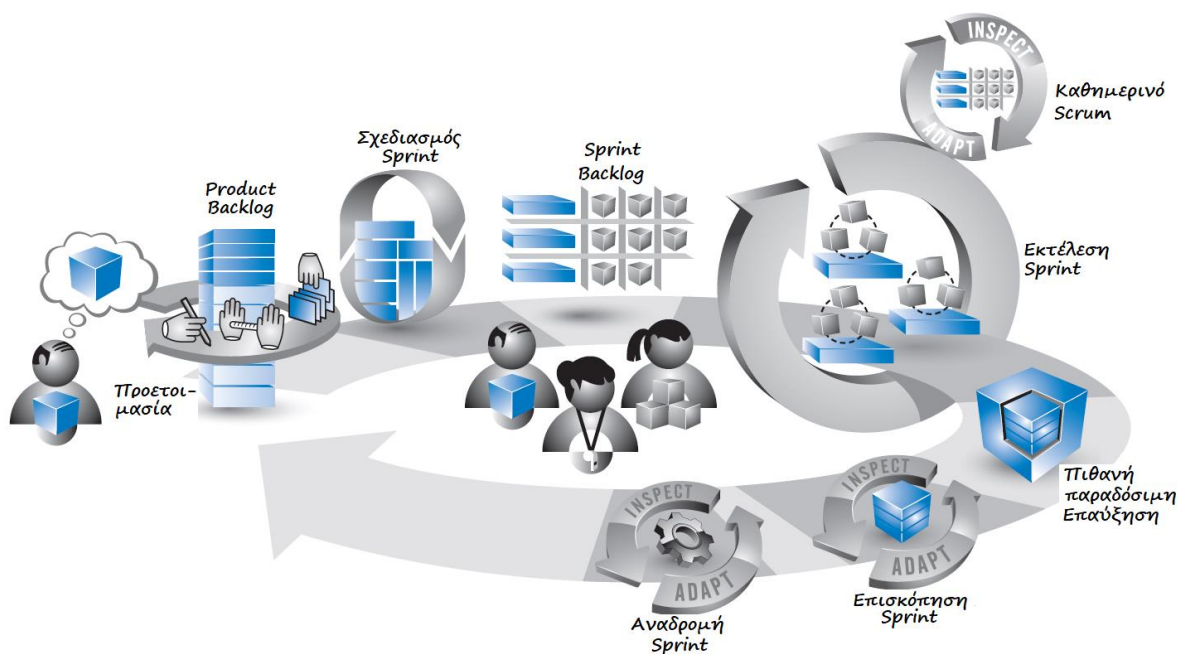 INSPECT
ADAPT
Καθημερινό
Scrum
Σχεδιασμός
Sprint
Sprint
Backlog
Product
Backlog
Εκτέλεση
Sprint
Προετοι-
μασία
Πιθανή
παραδόσιμη
Επαύξηση
INSPECT
ADAPT
Επισκόπηση
Sprint
INSPECT
ADAPT
Αναδρομή
Sprint